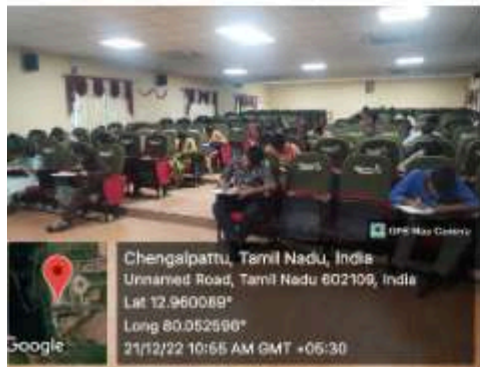 GPS Map Camera
Chengalpattu, Tamil Nadu, India
Unnamed Road, Tamil Nadu 602109, India
Lat 12.960089°
Long 80.052596°
21/12/22 10:55 AM GMT +05:30
Google